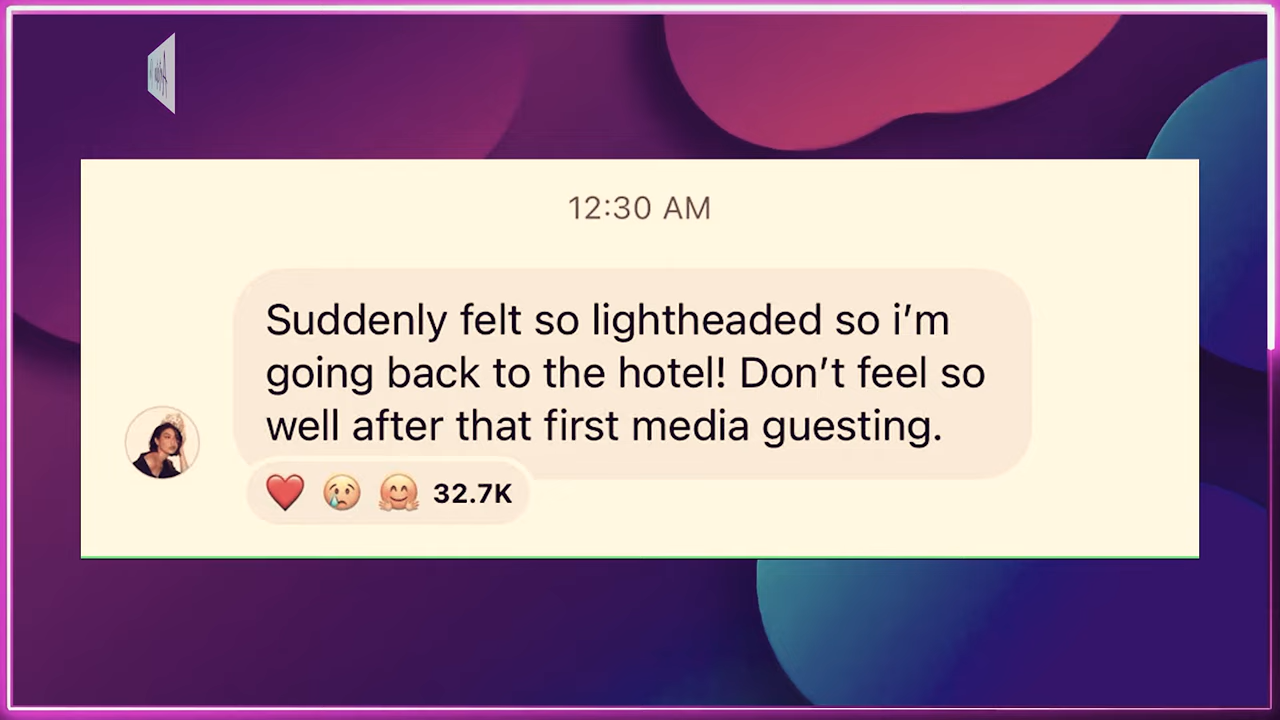 12:30 AM
Suddenly felt so lightheaded so i’m
going back to the hotel! Don’t feel so
well after that first media guesting.
32.7K